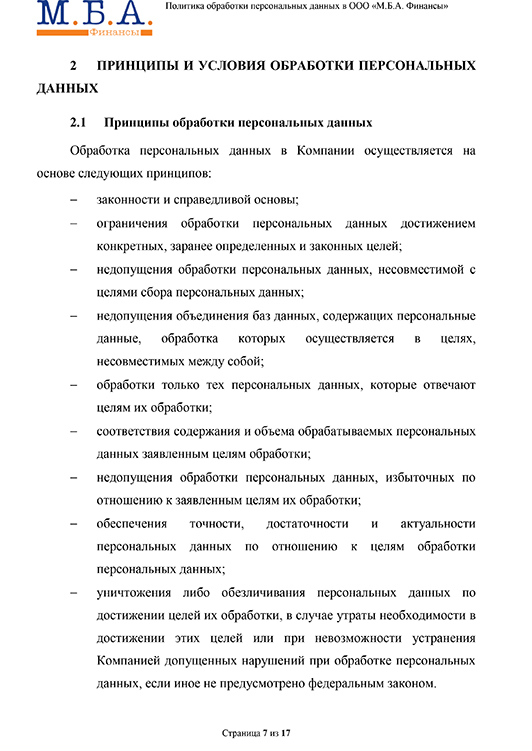 М.Б.А.
Финансы
Политика обработки персональных данных в ООО «М.Б.А. Финансы»
2 ПРИНЦИПЫ И УСЛОВИЯ ОБРАБОТКИ ПЕРСОНАЛЬНЫХ
ДАННЫХ
2.1 Принципы обработки персональных данных
Обработка персональных данных в Компании осуществляется на
основе следующих принципов:
– законности и справедливой основы;
– ограничения обработки персональных данных достижением
конкретных, заранее определенных и законных целей;
– недопущения обработки персональных данных, несовместимой с
целями сбора персональных данных;
– недопущения объединения баз данных, содержащих персональные
данные, обработка которых осуществляется в целях,
несовместимых между собой;
– обработки только тех персональных данных, которые отвечают
целям их обработки;
– соответствия содержания и объема обрабатываемых персональных
данных заявленным целям обработки;
– недопущения обработки персональных данных, избыточных по
отношению к заявленным целям их обработки;
– обеспечения точности, достаточности и актуальности
персональных данных по отношению к целям обработки
персональных данных;
– уничтожения либо обезличивания персональных данных по
достижении целей их обработки, в случае утраты необходимости в
достижении этих целей или при невозможности устранения
Компанией допущенных нарушений при обработке персональных
данных, если иное не предусмотрено федеральным законом.
Страница 7 из 17